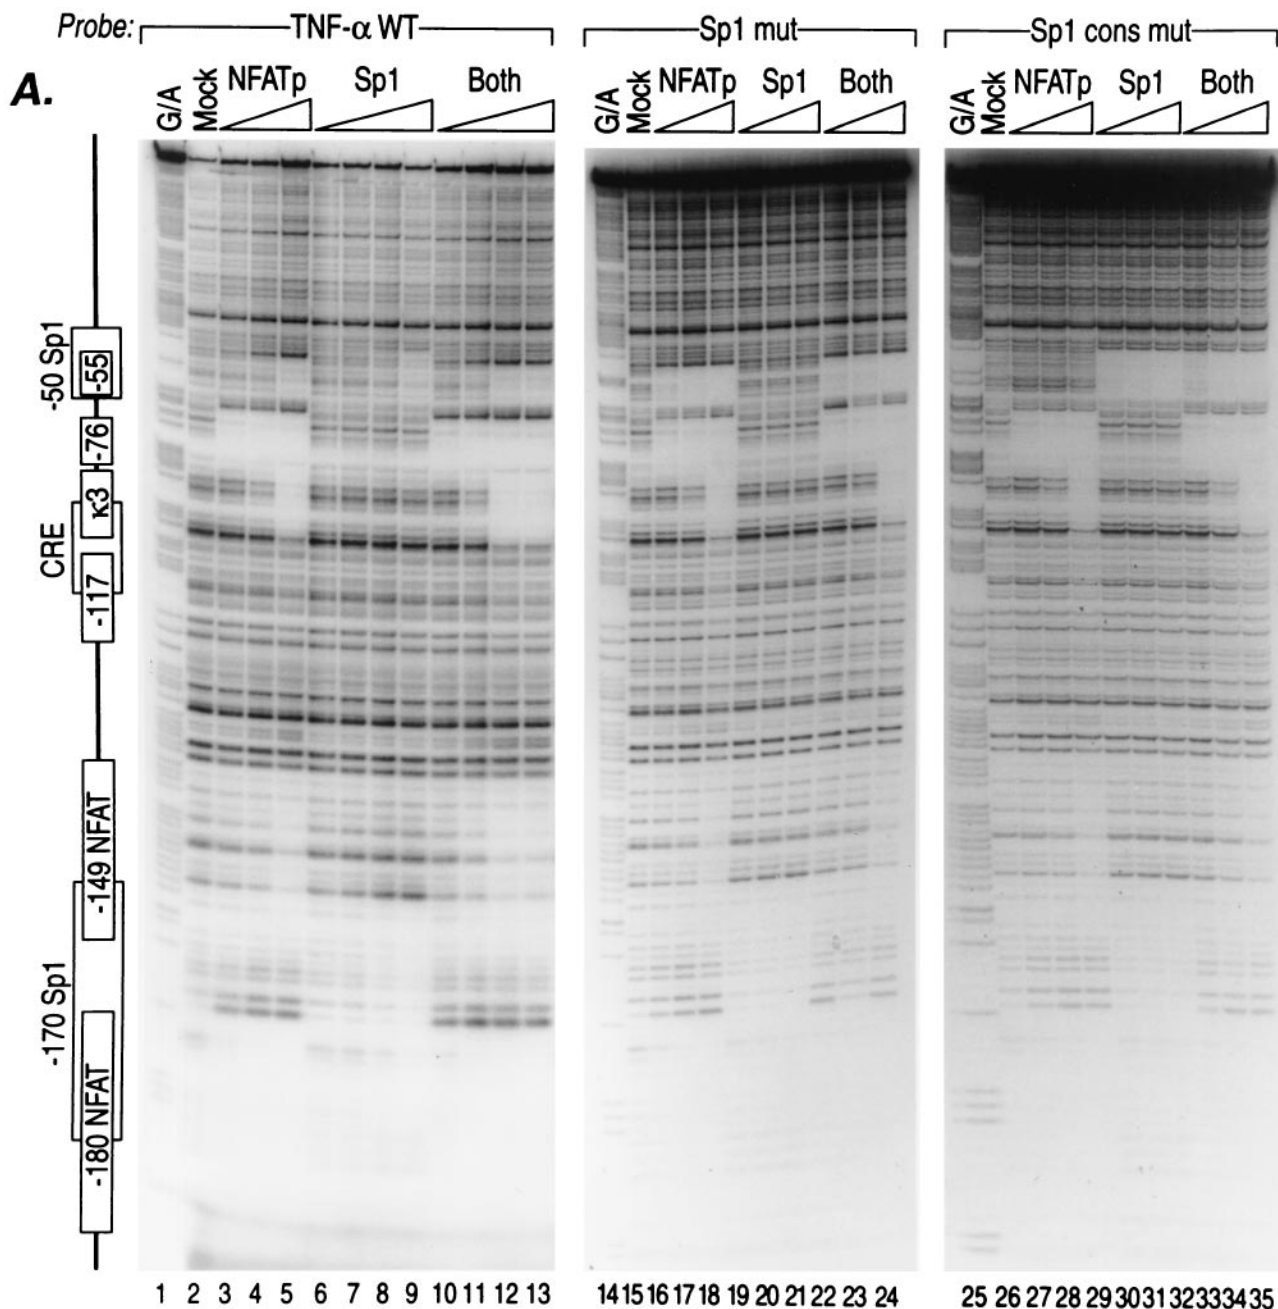 Probe: TNF-α WT Sp1 mut Sp1 cons mut
A.
G/A Mock NFATp Sp1 Both G/A Mock NFATp Sp1 Both G/A Mock NFATp Sp1 Both
-50 Sp1
-55
-76
κ3
CRE
-117
-149 NFAT
-170 Sp1
-180 NFAT
1 2 3 4 5 6 7 8 9 10 11 12 13 14 15 16 17 18 19 20 21 22 23 24 25 26 27 28 29 30 31 32 33 34 35